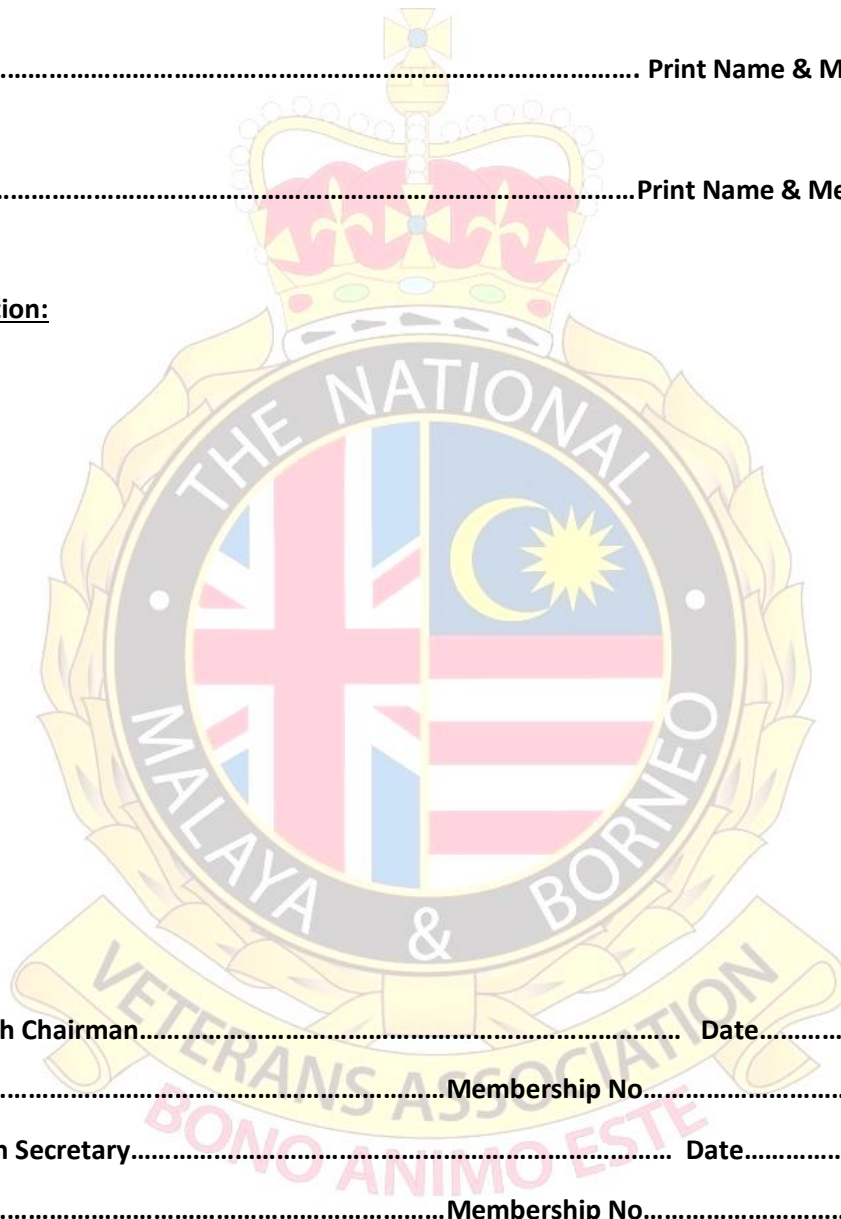 …………………………………………………………………………………. Print Name & M
…………………………………………………………………………………Print Name & Me
tion:
THE NATIONAL
MALAYA & BORNEO
VETERANS ASSOCIATION
BONO ANIMO ESTE
h Chairman…………………………………………………………………… Date…………
………………………………………………………Membership No…………………………
n Secretary…………………………………………………………………… Date……………
………………………………………………………Membership No…………………………